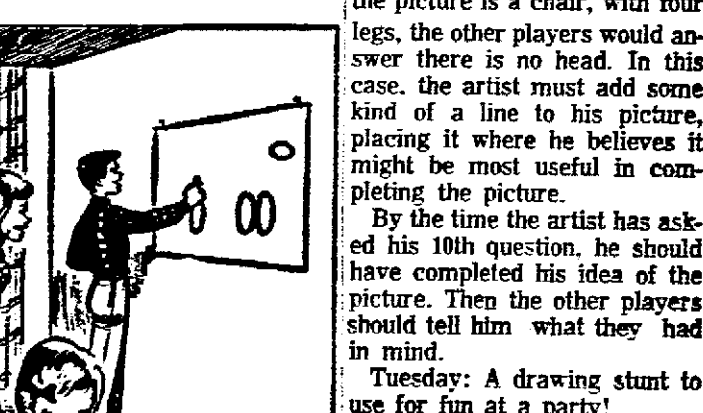 the picture is a chair, with four
legs, the other players would an-
swer there is no head. In this
case. the artist must add some
kind of a line to his picture,
placing it where he believes it
might be most useful in com-
pleting the picture.
By the time the artist has ask-
ed his 10th question, he should
have completed his idea of the
picture. Then the other players
should tell him what they had
in mind.
Tuesday: A drawing stunt to
use for fun at a party!